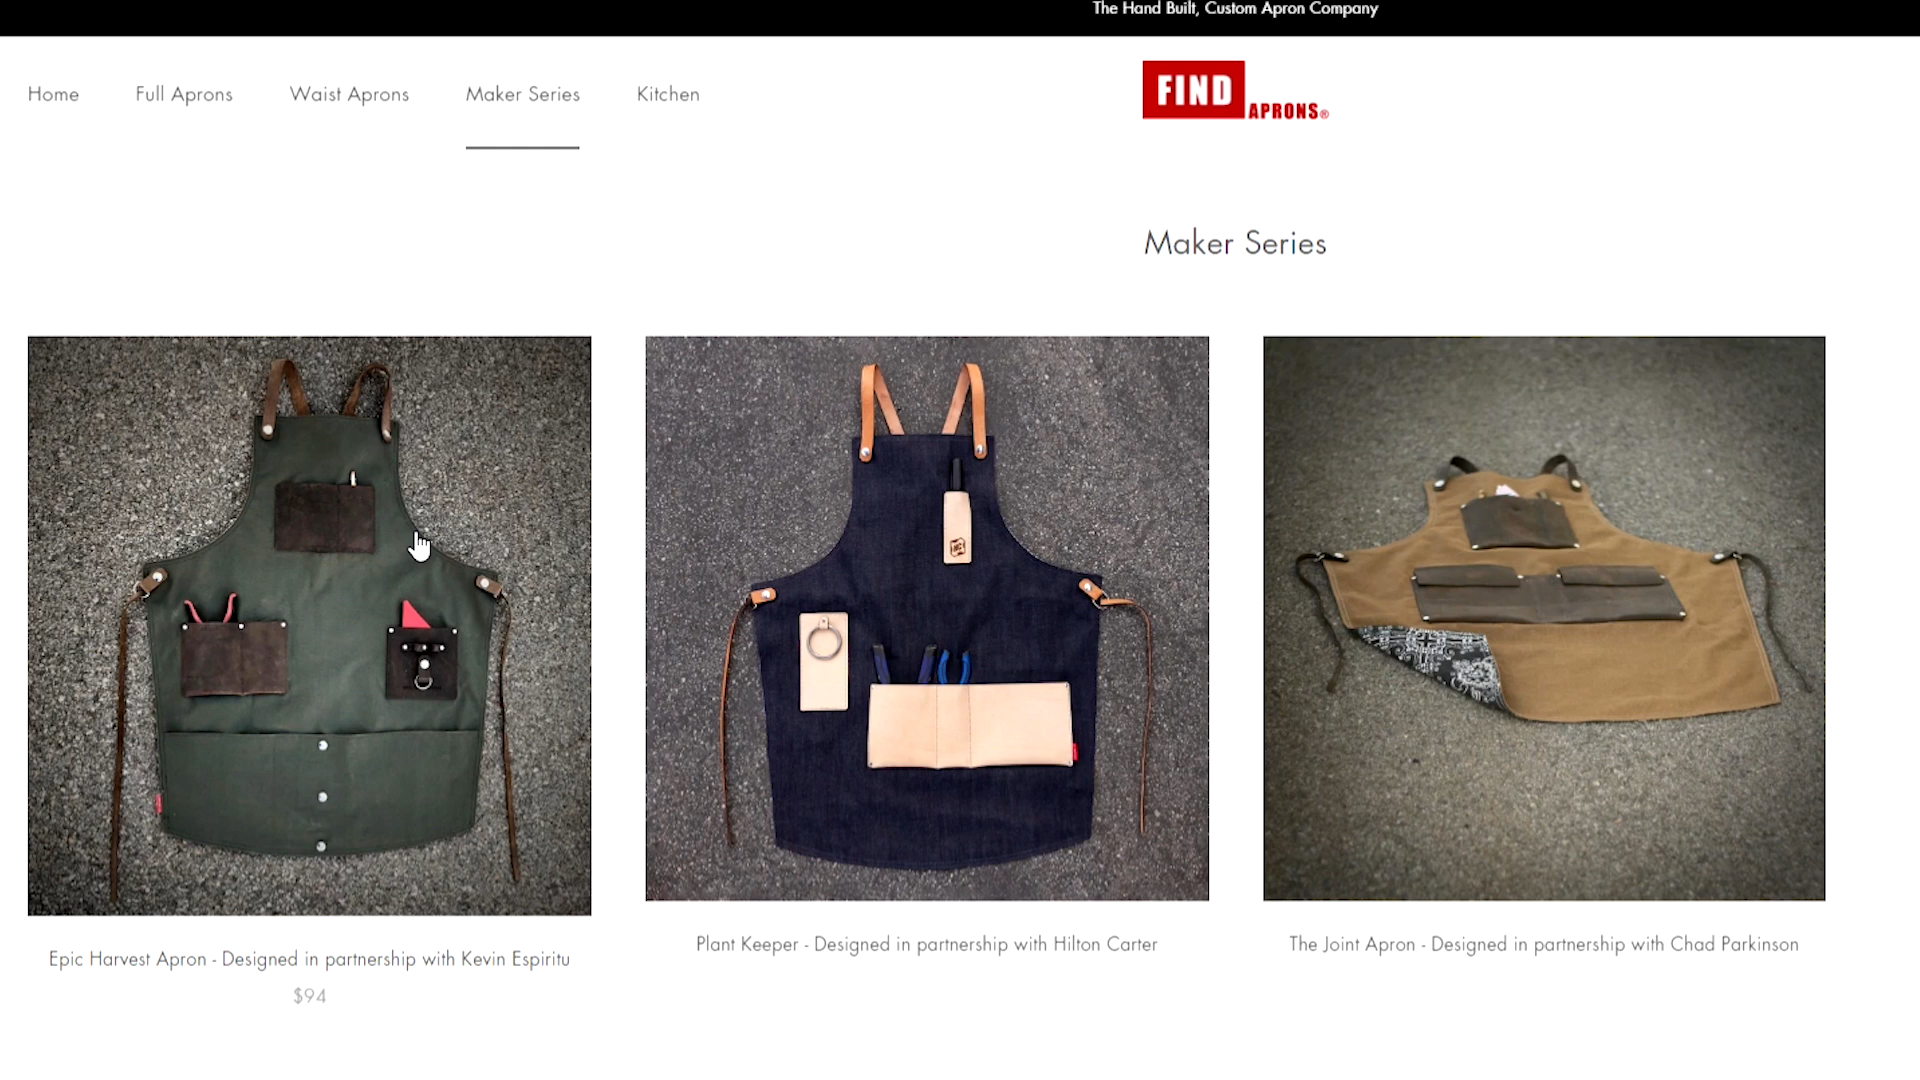 The Hand Built, Custom Apron Company
Home Full Aprons Waist Aprons Maker Series Kitchen
FIND
APRONS®
Maker Series
Epic Harvest Apron - Designed in partnership with Kevin Espiritu
$94
Plant Keeper - Designed in partnership with Hilton Carter
The Joint Apron - Designed in partnership with Chad Parkinson